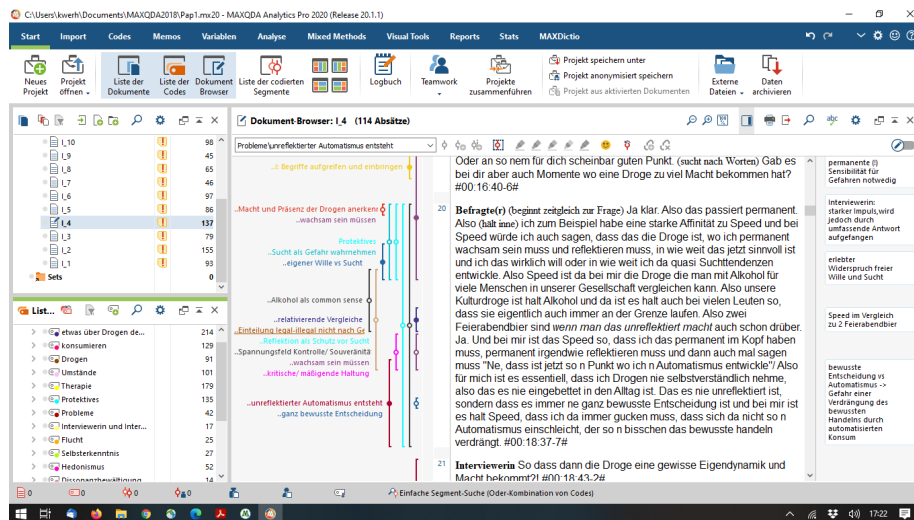 C:\Users\kwerh\Documents\MAXQDA2018\Pap1.mx20 - MAXQDA Analytics Pro 2020 (Release 20.1.1)
Start Import Codes Memos Variablen Analyse Mixed Methods Visual Tools Reports Stats MAXDictio
Neues Projekt
Projekt öffnen
Liste der Dokumente
Liste der Codes
Dokument Browser
Liste der codierten Segmente
Logbuch
Teamwork
Projekte zusammenführen
Projekt speichern unter
Projekt anonymisiert speichern
Projekt aus aktivierten Dokumenten
Externe Dateien
Daten archivieren
I_10 98
I_9 45
I_8 65
I_7 46
I_6 97
I_5 86
I_4 137
I_3 79
I_2 155
I_1 93
Sets 0
List...
etwas über Drogen de... 214
konsumieren 129
Drogen 91
Umstände 101
Therapie 179
Protektives 135
Probleme 42
Interviewerin und Inter... 17
Flucht 25
Selbsterkenntnis 27
Hedonismus 52
Dissonanzbewältigung 14
Dokument-Browser: I_4 (114 Absätze)
Probleme\unreflektierter Automatismus entsteht
..t Begriffe aufgreifen und einbringen
..Macht und Präsenz der Drogen anerkenn
..wachsam sein müssen
Protektives
..Sucht als Gefahr wahrnehmen
..eigener Wille vs Sucht
..Alkohol als common sense
..relativierende Vergleiche
..Einteilung legal-illegal nicht nach Ge
..Reflektion als Schutz vor Sucht
..Spannungsfeld Kontrolle/ Souveränität
..wachsam sein müssen
..kritische/ mäßigende Haltung
..unreflektierter Automatismus entsteht
..ganz bewusste Entscheidung
Oder an so nem für dich scheinbar guten Punkt. (sucht nach Worten) Gab es
bei dir aber auch Momente wo eine Droge zu viel Macht bekommen hat?
#00:16:40-6#
20 Befragte(r) (beginnt zeitgleich zur Frage) Ja klar. Also das passiert permanent.
Also (hält inne) ich zum Beispiel habe eine starke Affinität zu Speed und bei
Speed würde ich auch sagen, dass das die Droge ist, wo ich permanent
wachsam sein muss und reflektieren muss, in wie weit das jetzt sinnvoll ist
und ich das wirklich will oder in wie weit ich da quasi Suchttendenzen
entwickle. Also Speed ist da bei mir die Droge die man mit Alkohol für
viele Menschen in unserer Gesellschaft vergleichen kann. Also unsere
Kulturdroge ist halt Alkohol und da ist es halt auch bei vielen Leuten so,
dass sie eigentlich auch immer an der Grenze laufen. Also zwei
Feierabendbier sind wenn man das unreflektiert macht auch schon drüber.
Ja. Und bei mir ist das Speed so, dass ich das permanent im Kopf haben
muss, permanent irgendwie reflektieren muss und dann auch mal sagen
muss "Ne, dass ist jetzt so n Punkt wo ich n Automatismus entwickle"/ Also
für mich ist es essentiell, dass ich Drogen nie selbstverständlich nehme,
also das es nie eingebettet in den Alltag ist. Das es nie unreflektiert ist,
sondern dass es immer ne ganz bewusste Entscheidung ist und bei mir ist
es halt Speed, dass ich da immer gucken muss, dass sich da nicht so n
Automatismus einschleicht, der so n bisschen das bewusste handeln
verdrängt. #00:18:37-7#
21 Interviewerin So dass dann die Droge eine gewisse Eigendynamik und
Macht bekommt?! #00:18:43-2#
permanente (!)
Sensibilität für
Gefahren notwedig
Interviewerin:
starker Impuls,wird
jedoch durch
umfassende Antwort
aufgefangen
erlebter
Widerspruch freier
Wille und Sucht
Speed im Vergleich
zu 2 Feierabendbier
bewusste
Entscheidung vs
Automatismus ->
Gefahr einer
Verdrängung des
bewussten
Handelns durch
automatisierten
Konsum
0 0 0 0
Einfache Segment-Suche (Oder-Kombination von Codes)
17:22